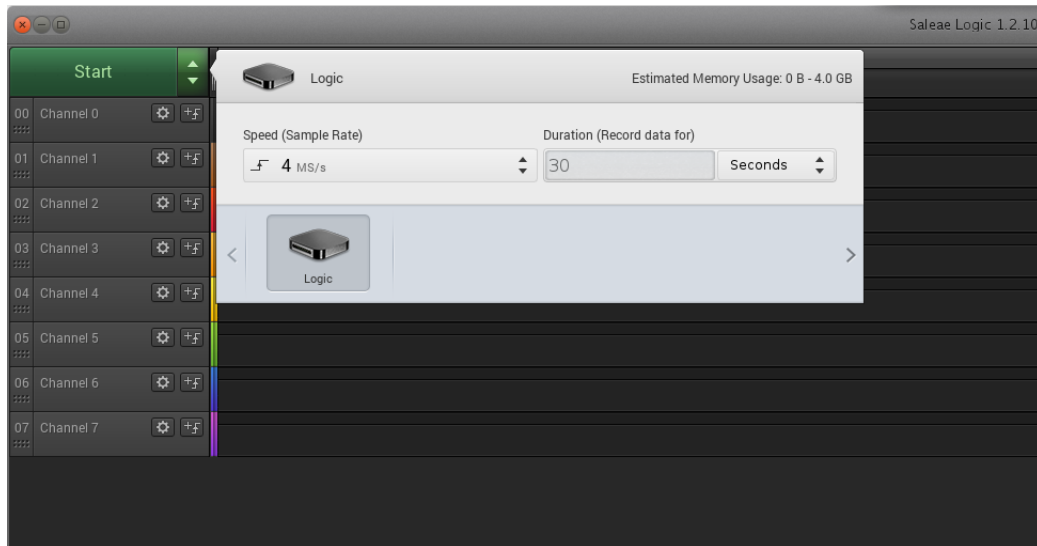 Saleae Logic 1.2.10
Start
Logic
Estimated Memory Usage: 0 B - 4.0 GB
Speed (Sample Rate)
Duration (Record data for)
4 MS/s
30
Seconds
Logic
00 Channel 0
01 Channel 1
02 Channel 2
03 Channel 3
04 Channel 4
05 Channel 5
06 Channel 6
07 Channel 7